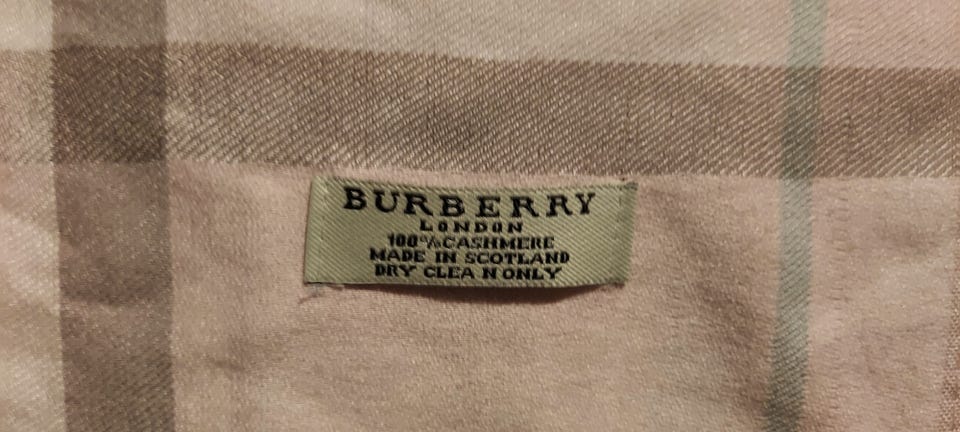 BURBERRY
LONDON
100% CASHMERE
MADE IN SCOTLAND
DRY CLEA N ONLY